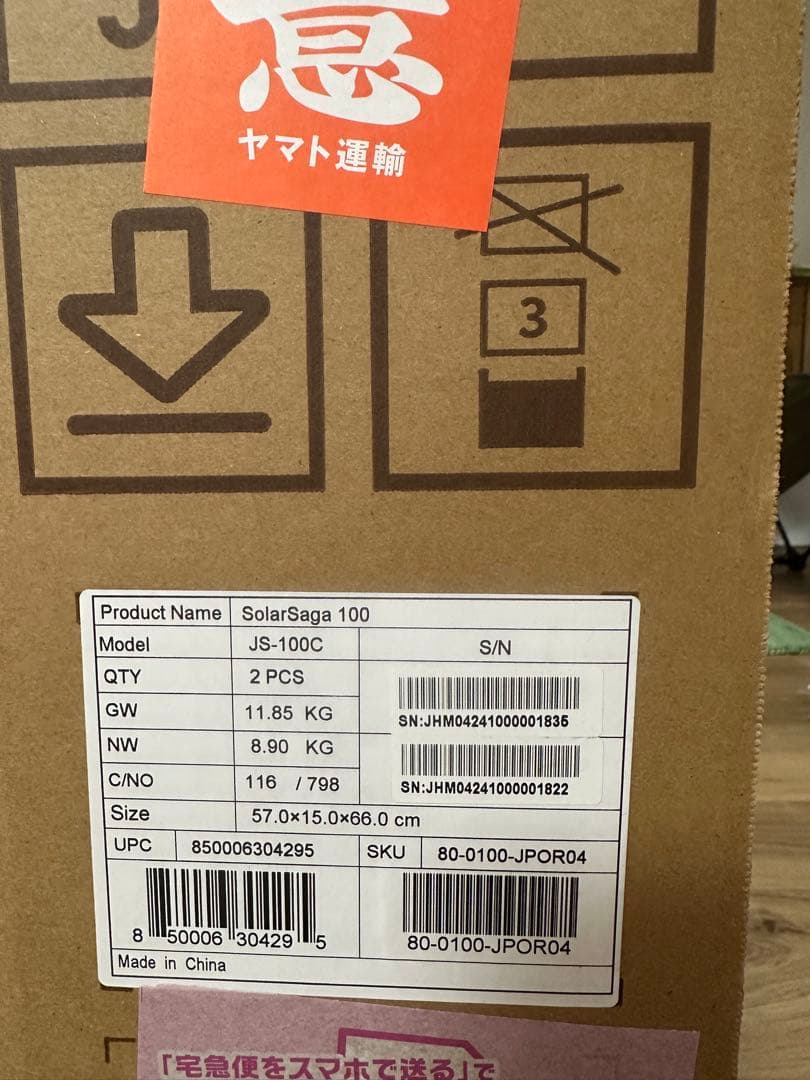 急
ヤマト運輸
3
Product Name SolarSaga 100
Model JS-100C S/N
QTY 2 PCS
GW 11.85 KG
SN:JHM04241000001835
NW 8.90 KG
SN:JHM04241000001822
C/NO 116 / 798
Size 57.0×15.0×66.0 cm
UPC 850006304295 SKU 80-0100-JPOR04
8 50006 30429 5 80-0100-JPOR04
Made in China
「宅急便をスマホで送る」で